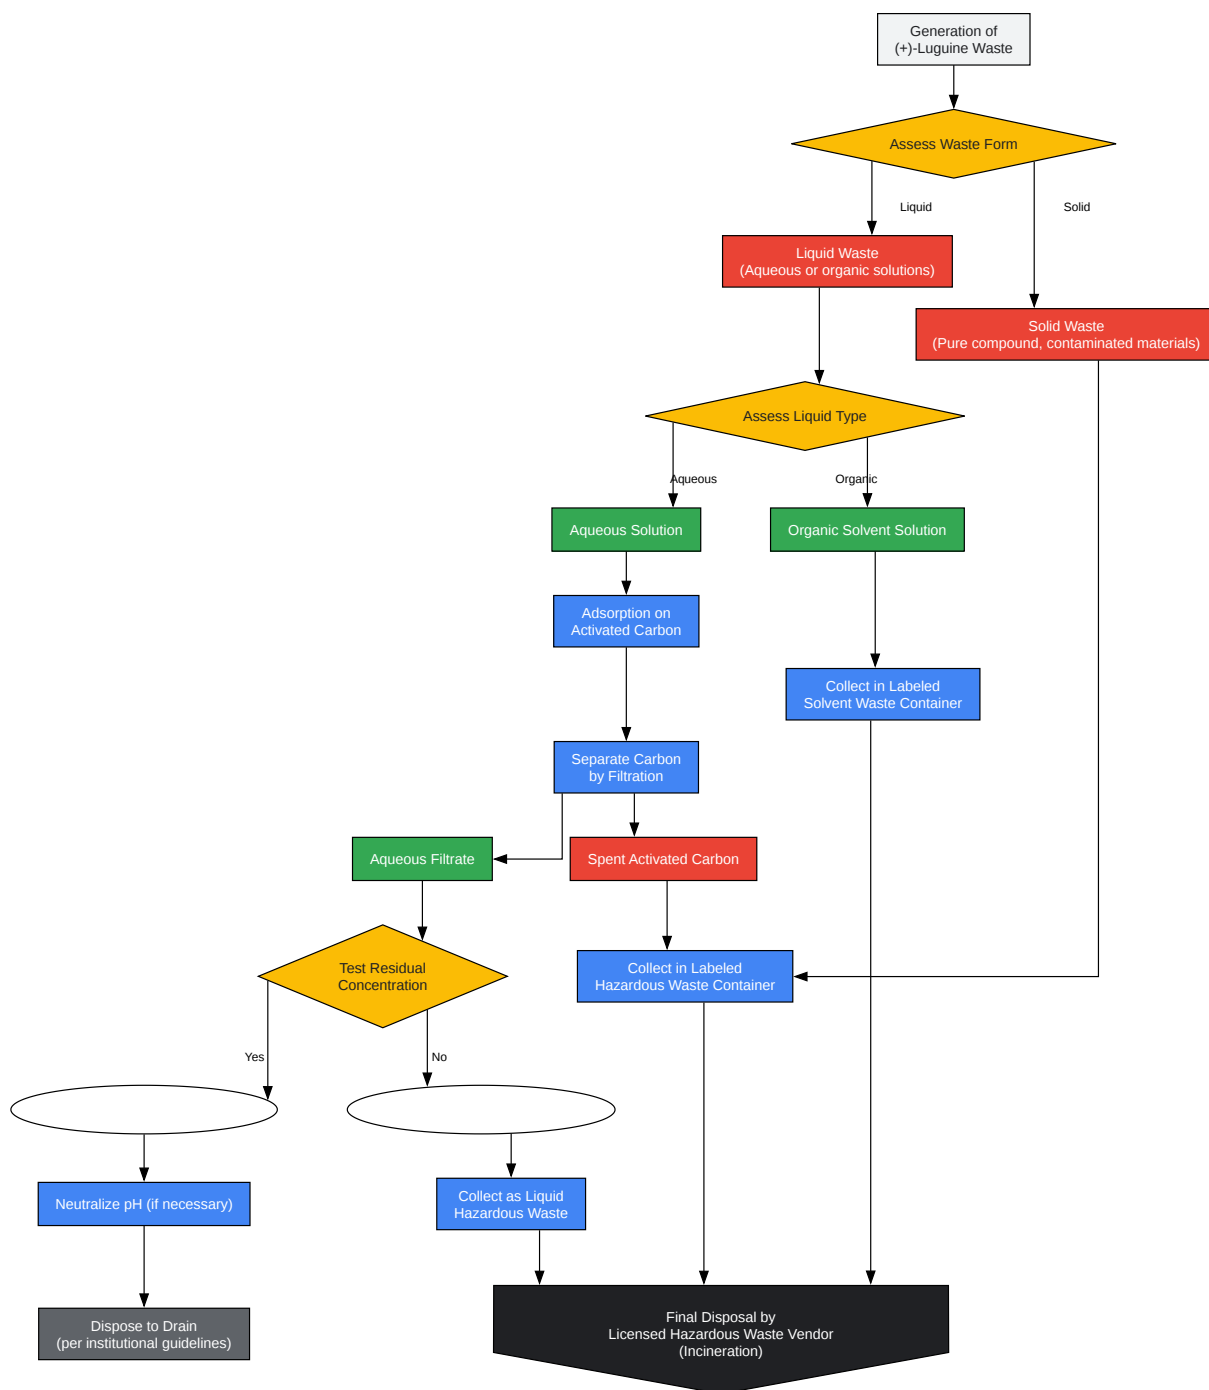 Generation of
(+)-Luguine Waste
Assess Waste Form
Liquid
Solid
Liquid Waste
(Aqueous or organic solutions)
Solid Waste
(Pure compound, contaminated materials)
Assess Liquid Type
Aqueous
Organic
Aqueous Solution
Organic Solvent Solution
Adsorption on
Activated Carbon
Collect in Labeled
Solvent Waste Container
Separate Carbon
by Filtration
Aqueous Filtrate
Spent Activated Carbon
Test Residual
Concentration
Collect in Labeled
Hazardous Waste Container
Yes
No
Neutralize pH (if necessary)
Collect as Liquid
Hazardous Waste
Dispose to Drain
(per institutional guidelines)
Final Disposal by
Licensed Hazardous Waste Vendor
(Incineration)